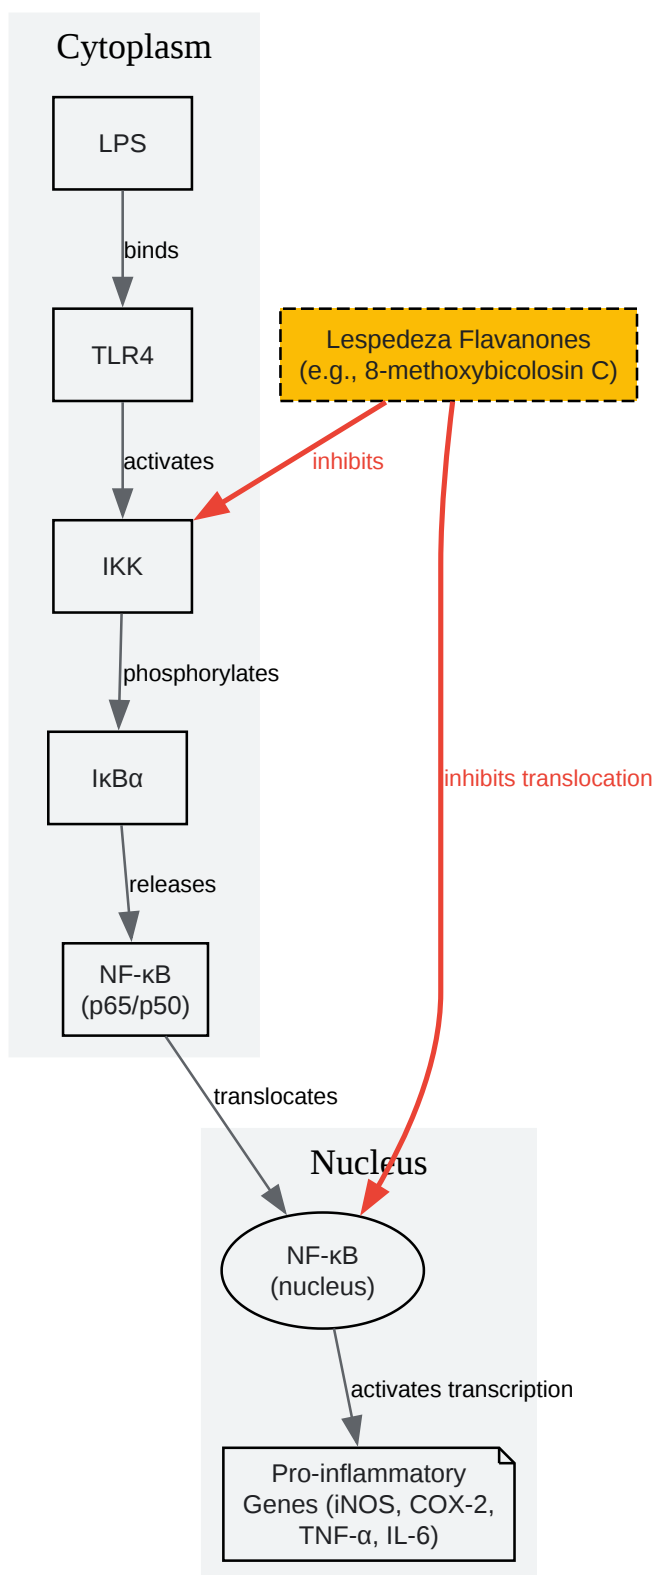 Cytoplasm
LPS
binds
TLR4
Lespedeza Flavanones
(e.g., 8-methoxybicolosin C)
activates
inhibits
IKK
phosphorylates
IκBα
inhibits translocation
releases
NF-κB
(p65/p50)
translocates
Nucleus
NF-κB
(nucleus)
activates transcription
Pro-inflammatory
Genes (iNOS, COX-2,
TNF-α, IL-6)